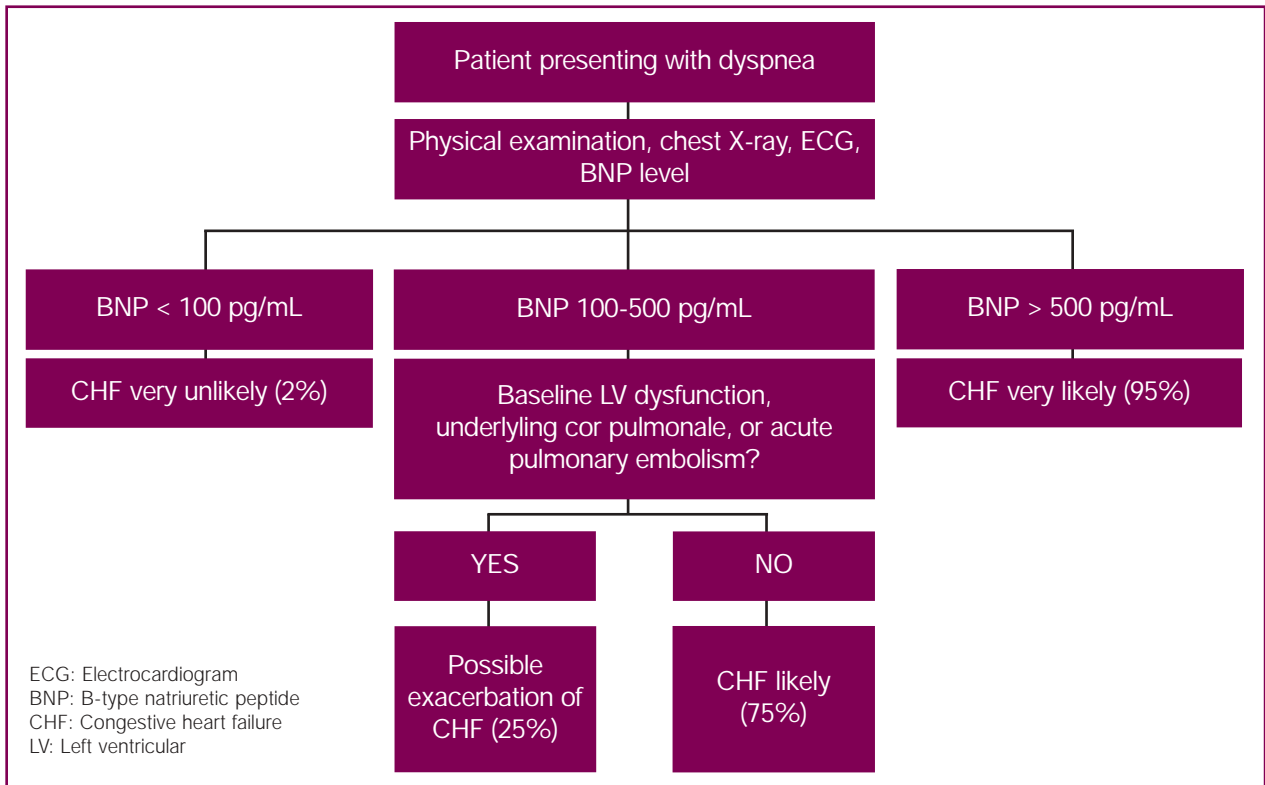 Patient presenting with dyspnea
Physical examination, chest X-ray, ECG,
BNP level
BNP < 100 pg/mL
BNP 100-500 pg/mL
BNP > 500 pg/mL
CHF very unlikely (2%)
Baseline LV dysfunction,
underlyling cor pulmonale, or acute
pulmonary embolism?
CHF very likely (95%)
YES
NO
Possible
exacerbation of
CHF (25%)
CHF likely
(75%)
ECG: Electrocardiogram
BNP: B-type natriuretic peptide
CHF: Congestive heart failure
LV: Left ventricular